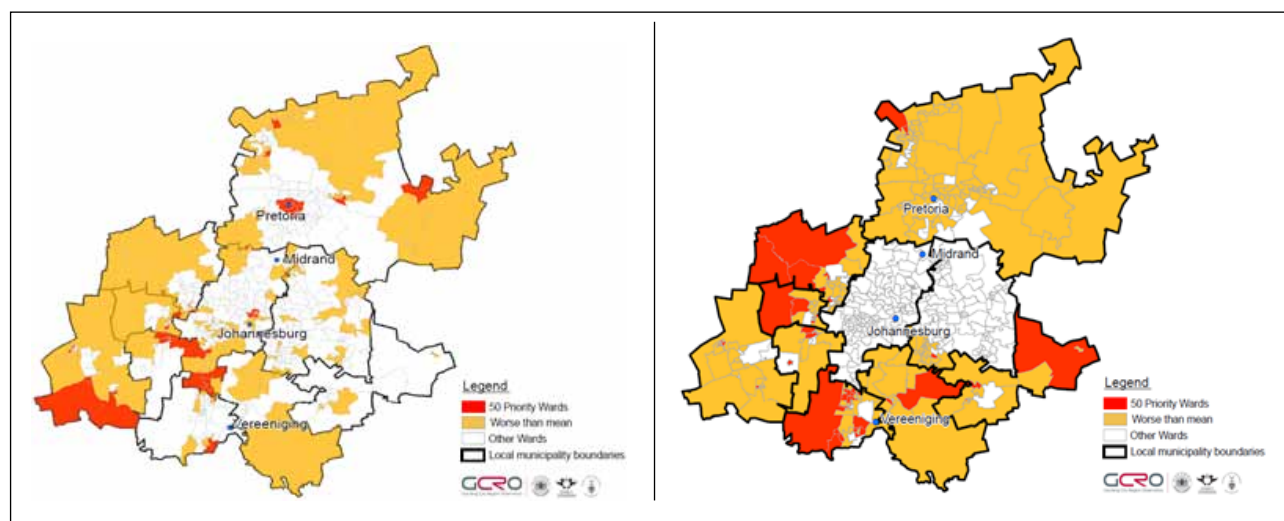 Pretoria
Midrand
Johannesburg
Vereeniging
Legend
50 Priority Wards
Worse than mean
Other Wards
Local municipality boundaries
GCRO
Pretoria
Midrand
Johannesburg
Vereeniging
Legend
50 Priority Wards
Worse than mean
Other Wards
Local municipality boundaries
GCRO